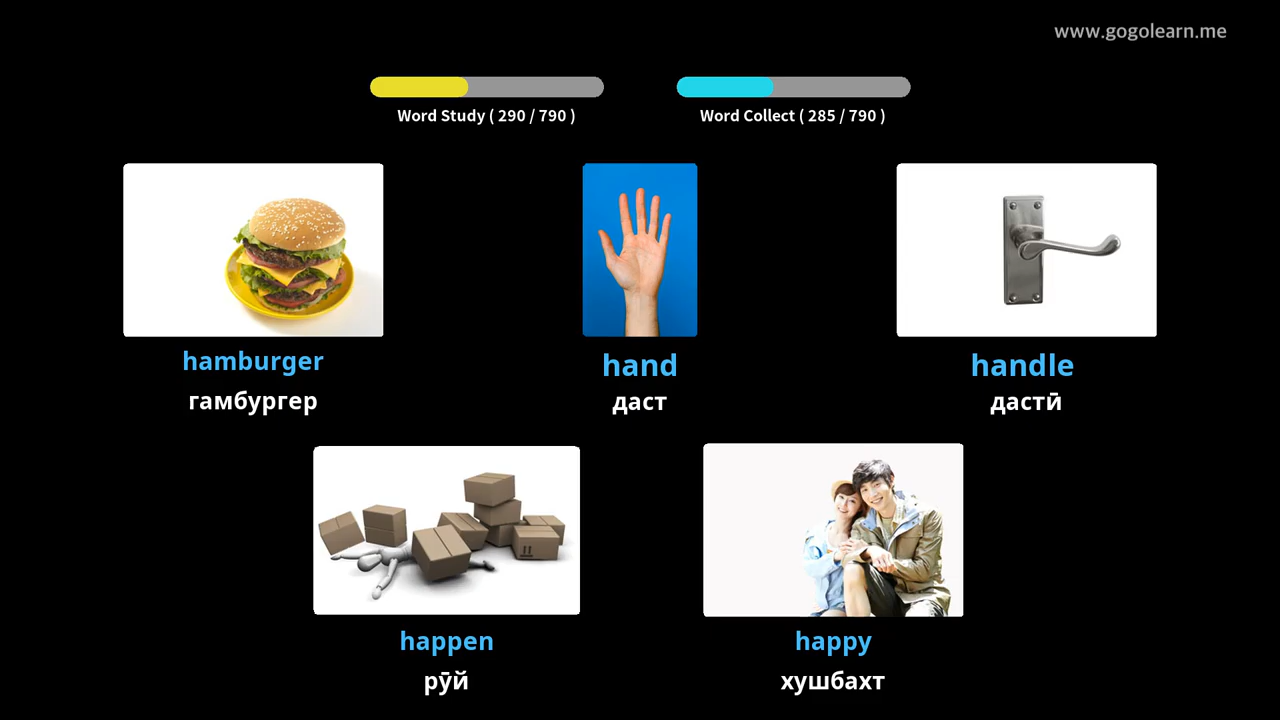 www.gogolearn.me
Word Study ( 290 / 790 )
Word Collect ( 285 / 790 )
hamburger
гамбургер
hand
даст
handle
дастӣ
happen
рӯй
happy
хушбахт